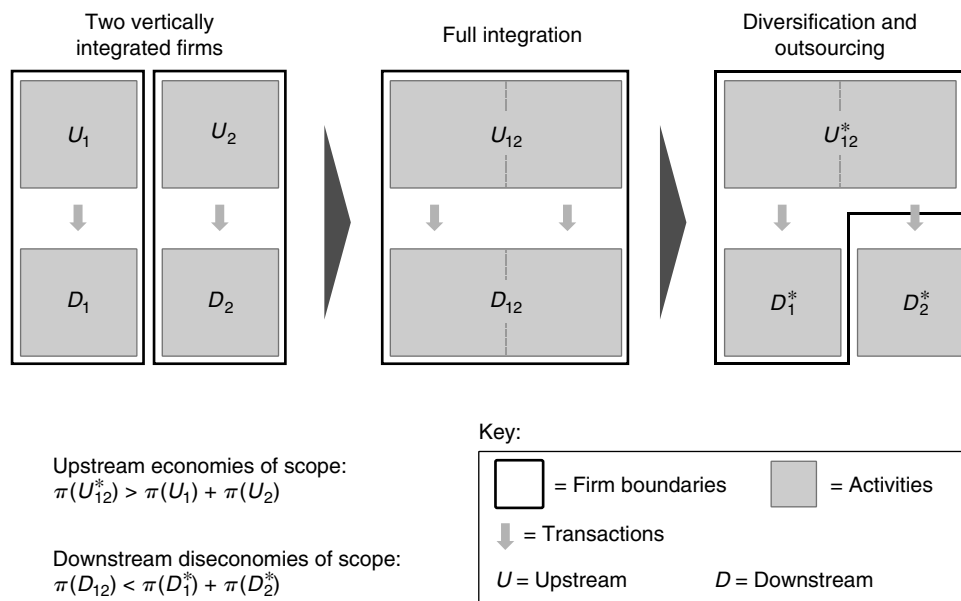 Two vertically
integrated firms
Full integration
Diversification and
outsourcing
U₁
U₂
U₁₂
U*₁₂
D₁
D₂
D₁₂
D*₁
D*₂
Upstream economies of scope:
π(U*₁₂) > π(U₁) + π(U₂)
Downstream diseconomies of scope:
π(D₁₂) < π(D*₁) + π(D*₂)
Key:
= Firm boundaries
= Activities
= Transactions
U = Upstream
D = Downstream